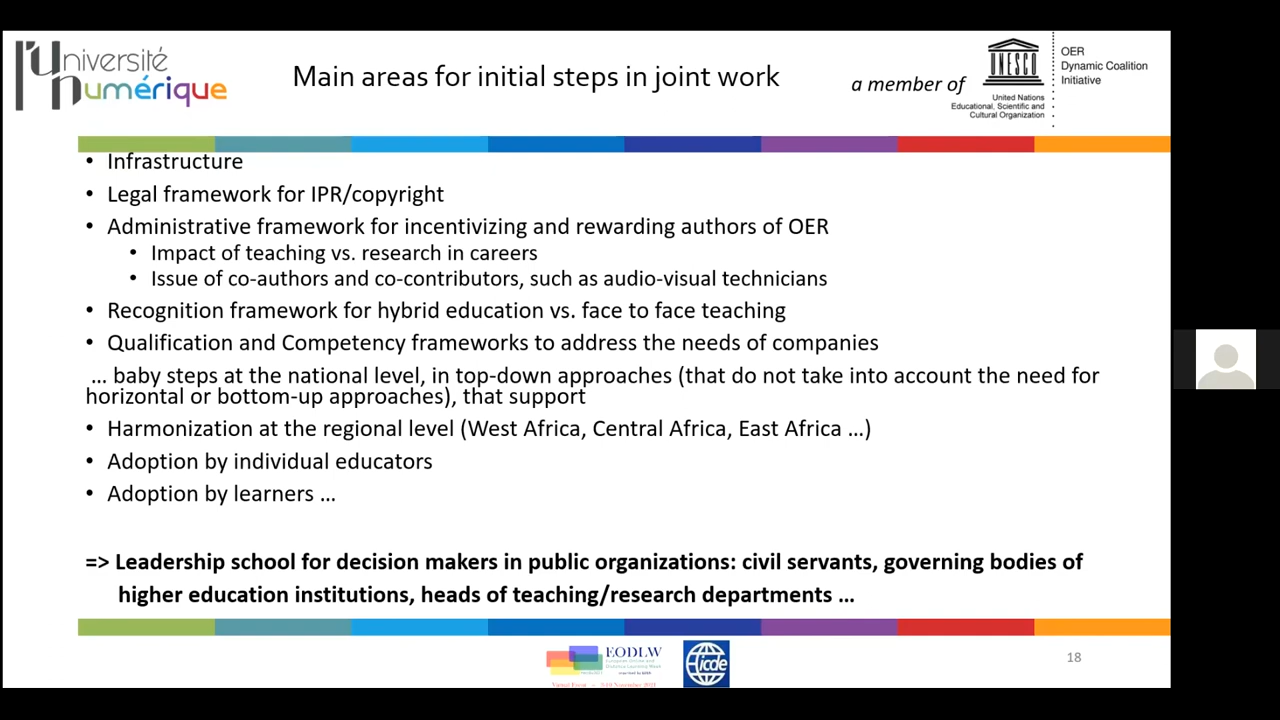 l'Université
numérique
Main areas for initial steps in joint work
a member of
UNESCO
United Nations
Educational, Scientific and
Cultural Organization
OER
Dynamic Coalition
Initiative
• Infrastructure
• Legal framework for IPR/copyright
• Administrative framework for incentivizing and rewarding authors of OER
• Impact of teaching vs. research in careers
• Issue of co-authors and co-contributors, such as audio-visual technicians
• Recognition framework for hybrid education vs. face to face teaching
• Qualification and Competency frameworks to address the needs of companies
... baby steps at the national level, in top-down approaches (that do not take into account the need for
horizontal or bottom-up approaches), that support
• Harmonization at the regional level (West Africa, Central Africa, East Africa ...)
• Adoption by individual educators
• Adoption by learners ...
=> Leadership school for decision makers in public organizations: civil servants, governing bodies of
higher education institutions, heads of teaching/research departments ...
EODLW
European Online and
Distance Learning Week
icde
18